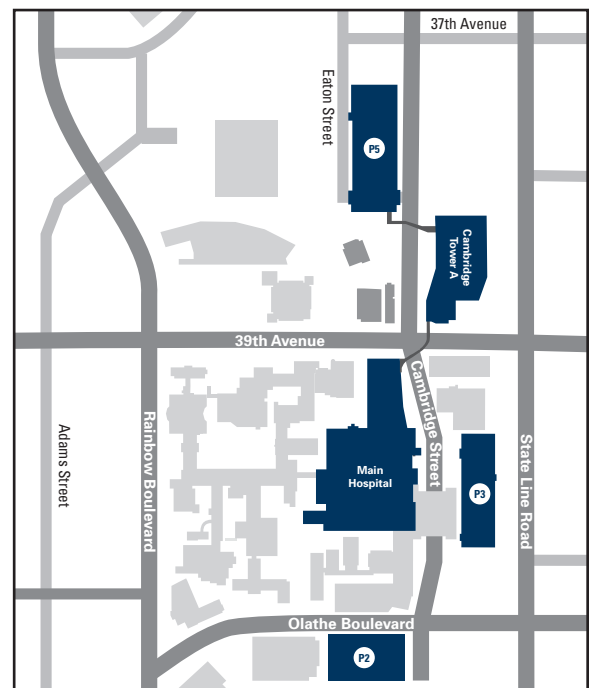 37th Avenue
Eaton Street
P5
Cambridge
Tower A
39th Avenue
Cambridge Street
Adams Street
Rainbow Boulevard
Main
Hospital
P3
State Line Road
Olathe Boulevard
P2